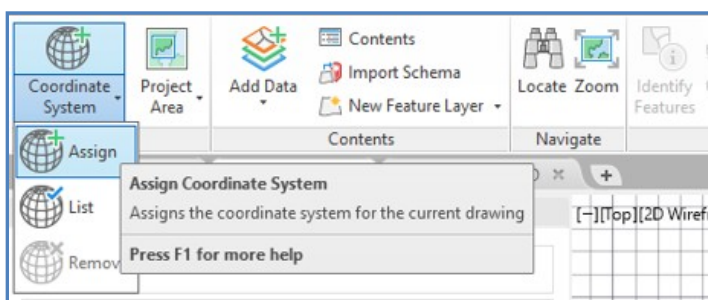 Coordinate
System
Project
Area
Add Data
Contents
Import Schema
New Feature Layer
Locate
Zoom
Identify
Features
Contents
Navigate
Assign
List
Remov
Assign Coordinate System
Assigns the coordinate system for the current drawing
Press F1 for more help
[−][Top][2D Wirefr